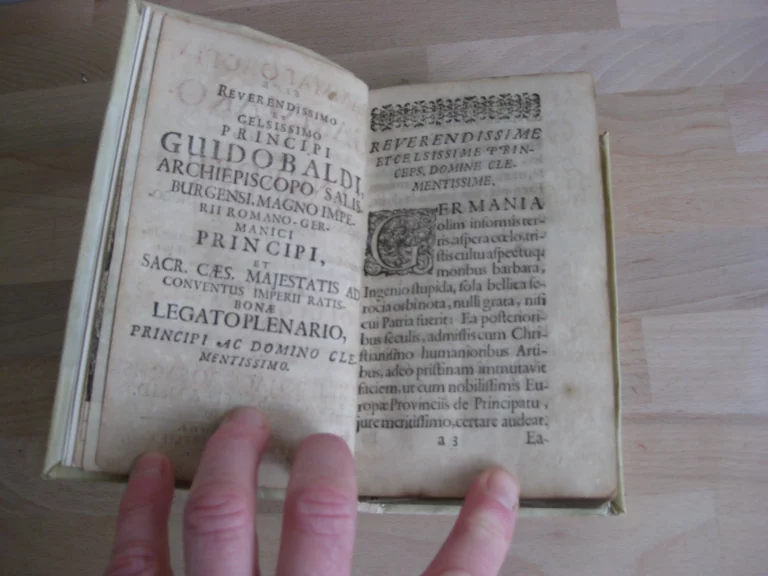 REVERENDISSIMO
ET
CELSISSIMO
PRINCIPI
GUIDOBALDI,
ARCHIEPISCOPO SALIS-
BURGENSI, MAGNO IMPE-
RII ROMANO-GER-
MANICI
PRINCIPI,
ET
SACR. CÆS. MAJESTATIS AD
CONVENTUS IMPERII RATIS-
BONÆ
LEGATO PLENARIO,
PRINCIPI AC DOMINO CLE-
MENTISSIMO.
REVERENDISSIME
ET CELSISSIME PRIN-
CEPS, DOMINE CLE-
MENTISSIME.
GERMANIA
olim informis ter-
ris, aspera cœlo, tri-
stis cultu aspectuq;
moribus barbara,
Ingenio stupida, sola bellica fe-
rocia orbi nota, nulli grata, nisi
cui Patria fuerit: Ea posteriori-
bus seculis, admissis cum Chri-
stianismo humanioribus Arti-
bus, adeò pristinam immutavit
faciem, ut cum nobilissimis Eu-
ropæ Provinciis de Principatu,
jure meritissimo, certare audeat.
a 3 Ea-